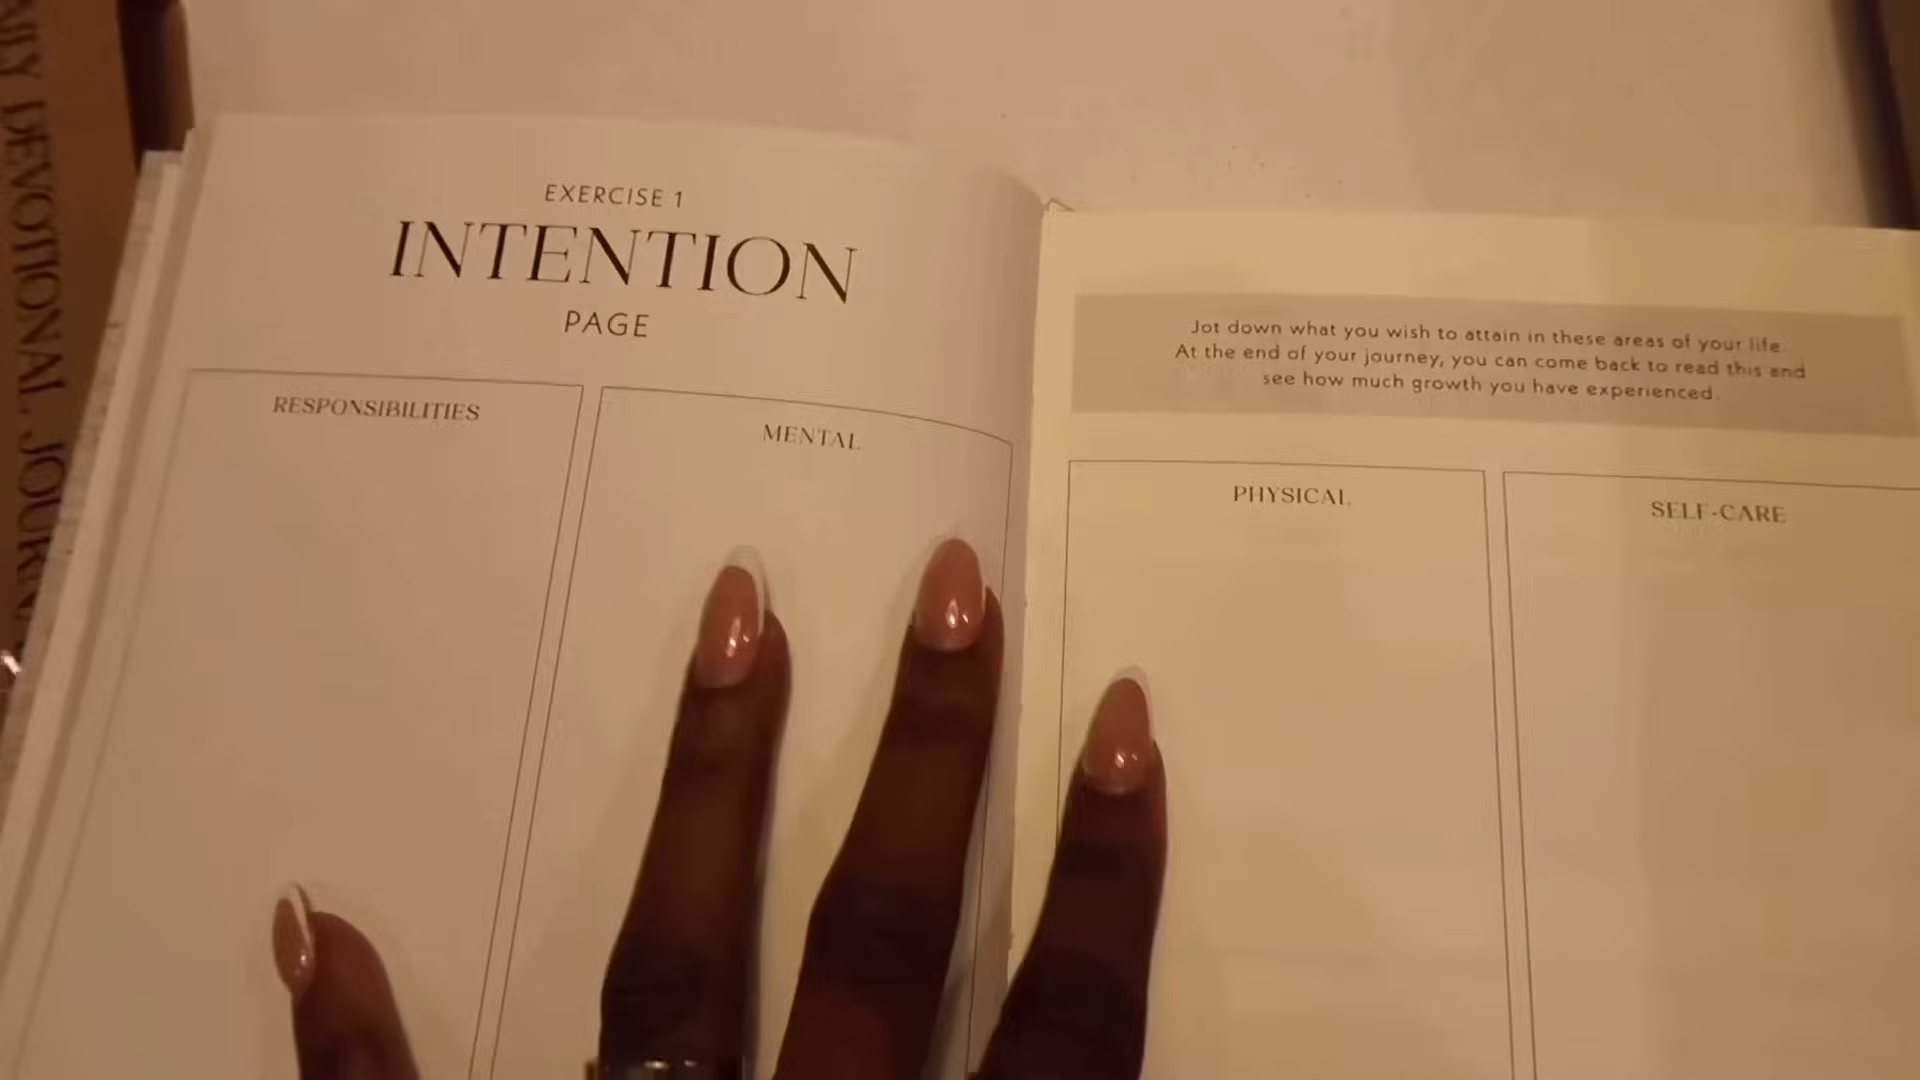 DAILY DEVOTIONAL JOURNAL
EXERCISE 1
INTENTION
PAGE
RESPONSIBILITIES
MENTAL
Jot down what you wish to attain in these areas of your life.
At the end of your journey, you can come back to read this and
see how much growth you have experienced.
PHYSICAL
SELF-CARE